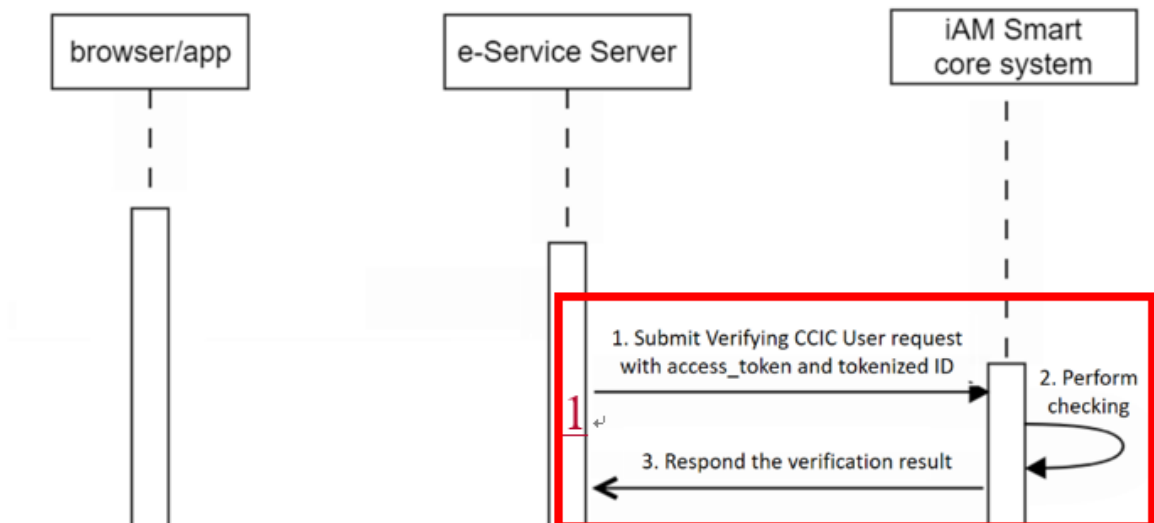 browser/app
e-Service Server
iAM Smart
core system
1. Submit Verifying CCIC User request
with access_token and tokenized ID
2. Perform
checking
1
3. Respond the verification result